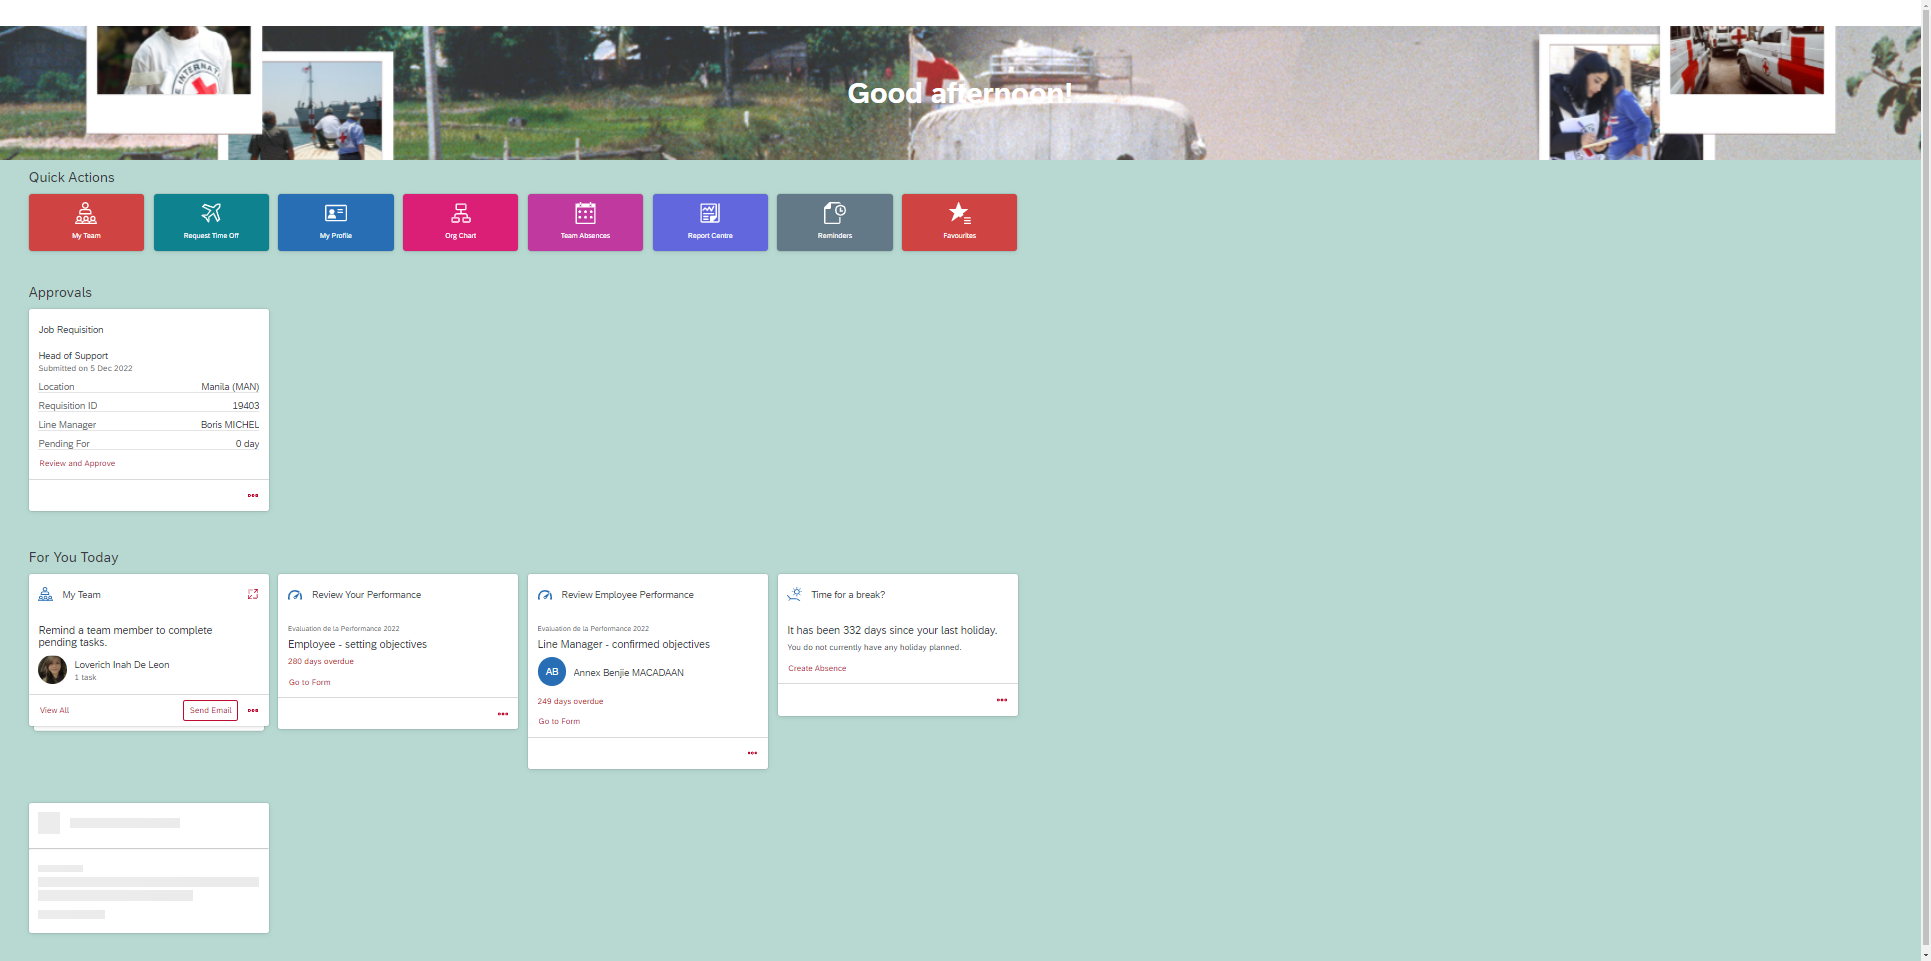 INTERNATI
Good afternoon!
Quick Actions
My Team
Request Time Off
My Profile
Org Chart
Team Absences
Report Centre
Reminders
Favourites
Approvals
Job Requisition
Head of Support
Submitted on 5 Dec 2022
Location Manila (MAN)
Requisition ID 19403
Line Manager Boris MICHEL
Pending For 0 day
Review and Approve
For You Today
My Team
Remind a team member to complete
pending tasks.
Loverich Inah De Leon
1 task
View All
Send Email
Review Your Performance
Evaluation de la Performance 2022
Employee - setting objectives
280 days overdue
Go to Form
Review Employee Performance
Evaluation de la Performance 2022
Line Manager - confirmed objectives
AB
Annex Benjie MACADAAN
249 days overdue
Go to Form
Time for a break?
It has been 332 days since your last holiday.
You do not currently have any holiday planned.
Create Absence